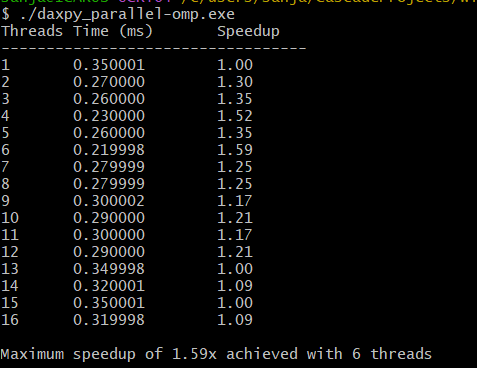 $ ./daxpy_parallel-omp.exe
Threads Time (ms)       Speedup
----------------------------------
1       0.350001        1.00
2       0.270000        1.30
3       0.260000        1.35
4       0.230000        1.52
5       0.260000        1.35
6       0.219998        1.59
7       0.279999        1.25
8       0.279999        1.25
9       0.300002        1.17
10      0.290000        1.21
11      0.300000        1.17
12      0.290000        1.21
13      0.349998        1.00
14      0.320001        1.09
15      0.350001        1.00
16      0.319998        1.09
Maximum speedup of 1.59x achieved with 6 threads